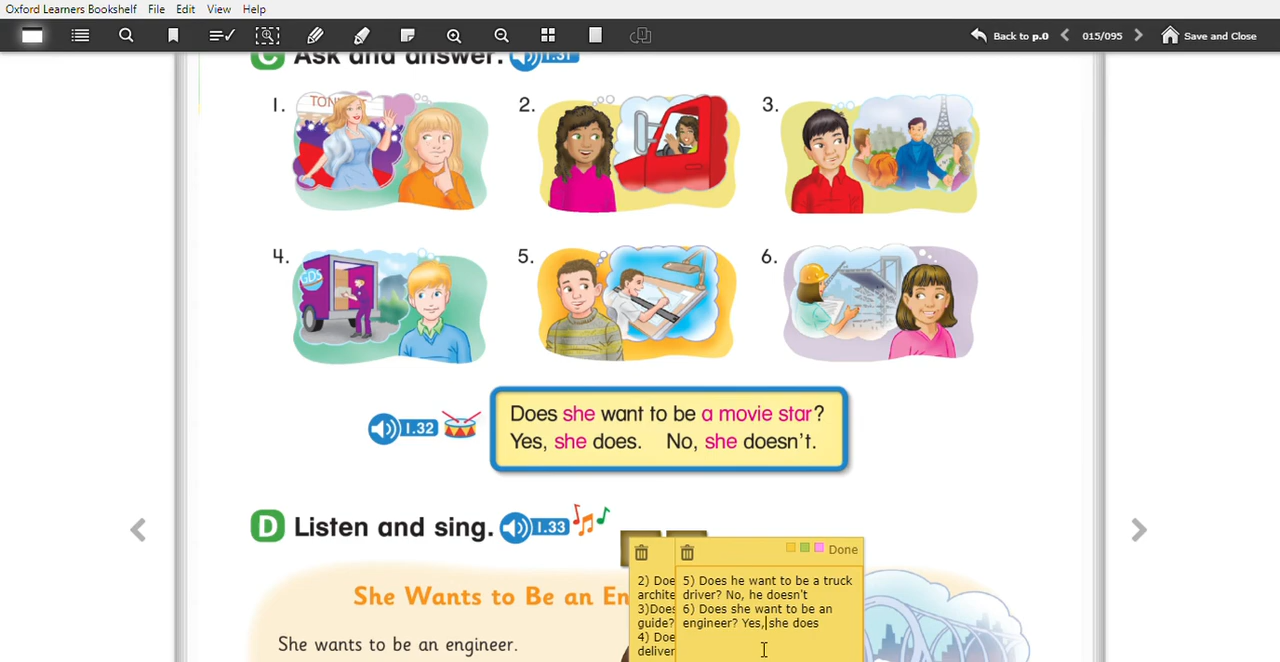 Oxford Learners Bookshelf File Edit View Help
Back to p.0 015/095 Save and Close
C Ask and answer. 1.31
1. 2. 3.
4. GDS 5. 6.
1.32 Does she want to be a movie star?
Yes, she does. No, she doesn't.
D Listen and sing. 1.33
Done
2) Doe
archite
3)Does
guide?
4) Doe
deliver
5) Does he want to be a truck
driver? No, he doesn't
6) Does she want to be an
engineer? Yes, she does
She Wants to Be an En
She wants to be an engineer.